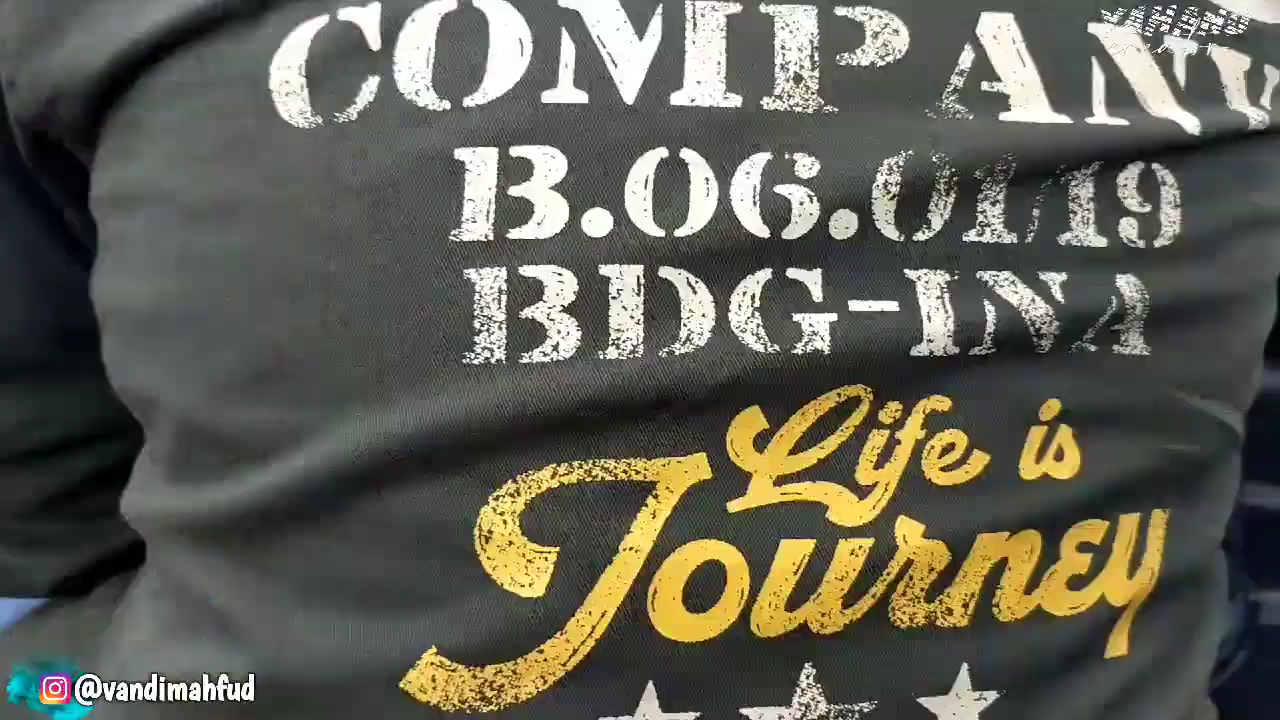 COMPANY
B.06.01.19
BDG-INA
Life is
Journey
@vandimahfud